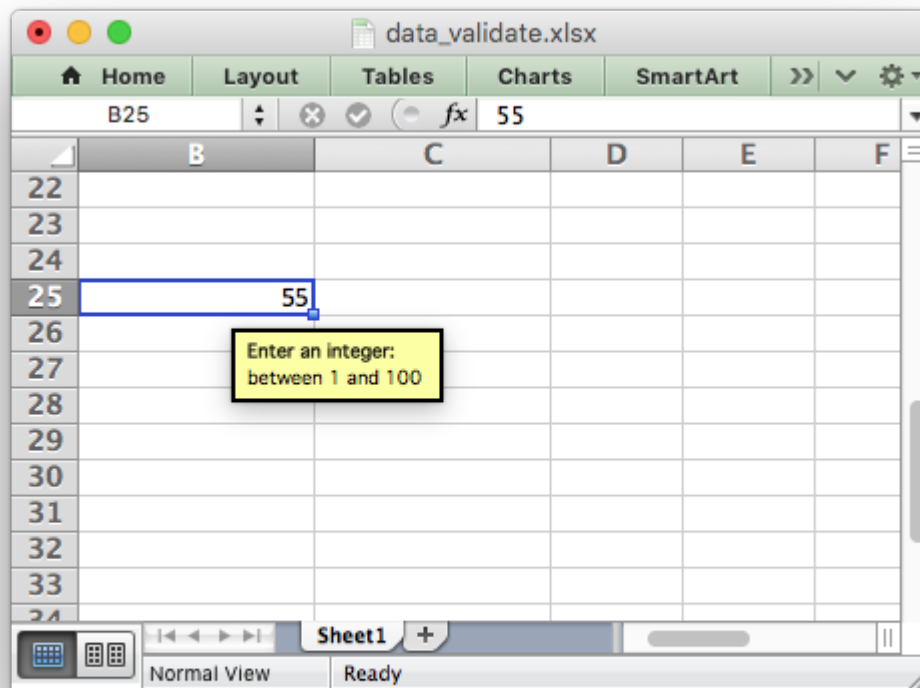 data_validate.xlsx
Home Layout Tables Charts SmartArt
B25 fx 55
B C D E F
22
23
24
25 55
26
Enter an integer:
27
between 1 and 100
28
29
30
31
32
33
34
Sheet1 +
Normal View Ready